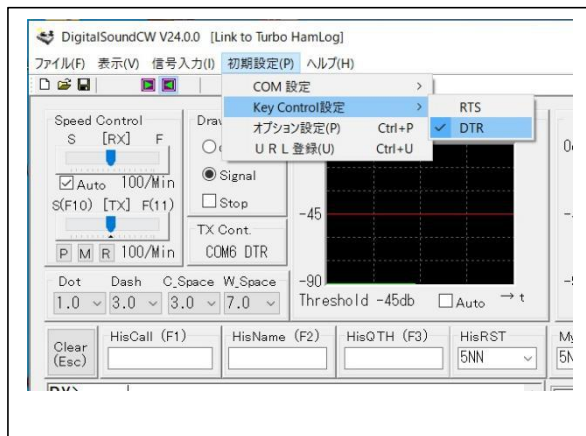 DigitalSoundCW V24.0.0 [Link to Turbo HamLog]
ファイル(F) 表示(V) 信号入力(I) 初期設定(P) ヘルプ(H)
COM 設定 >
Key Control設定 >
オプション設定(P) Ctrl+P
ＵＲＬ登録(U) Ctrl+U
RTS
✓ DTR
Speed Control
S [RX] F
Auto 100/Min
S(F10) [TX] F(11)
P M R 100/Min
Signal
Stop
TX Cont.
COM6 DTR
-45
-90
Threshold -45db Auto → t
Dot Dash C_Space W_Space
1.0 3.0 3.0 7.0
Clear
(Esc)
HisCall (F1) HisName (F2) HisQTH (F3) HisRST
5NN